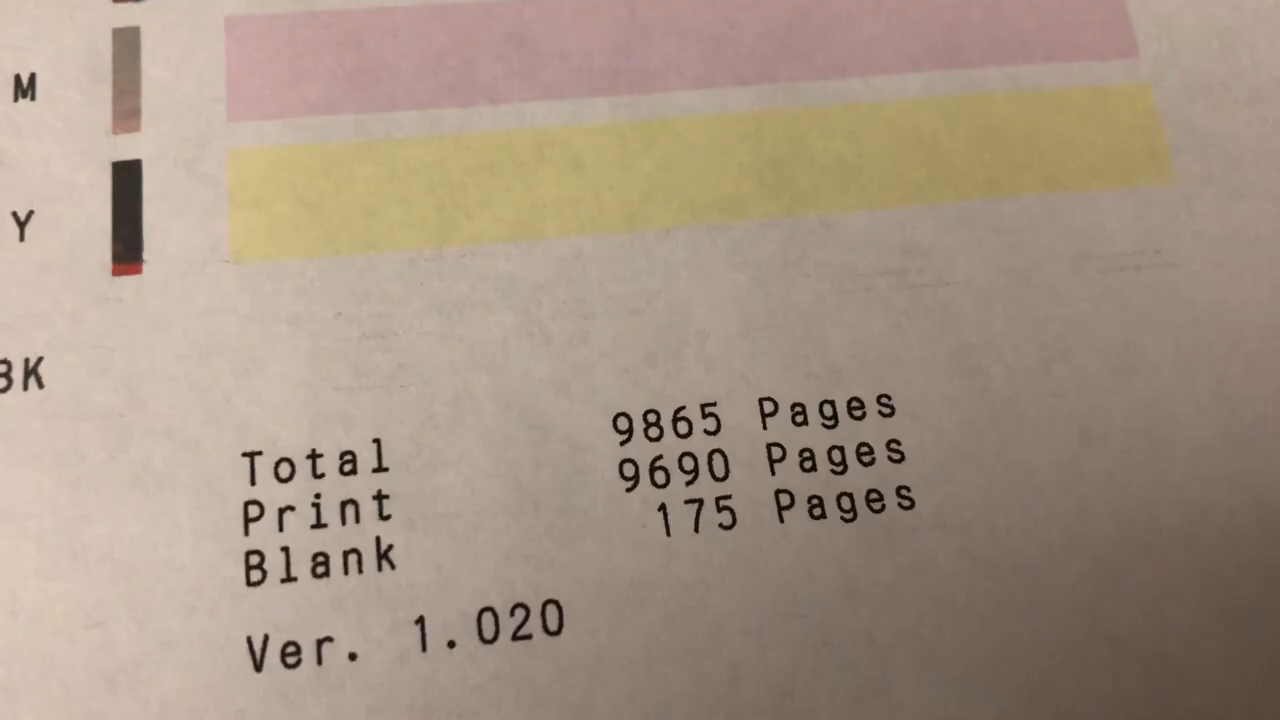 M
Y
BK
Total 9865 Pages
Print 9690 Pages
Blank 175 Pages
Ver. 1.020